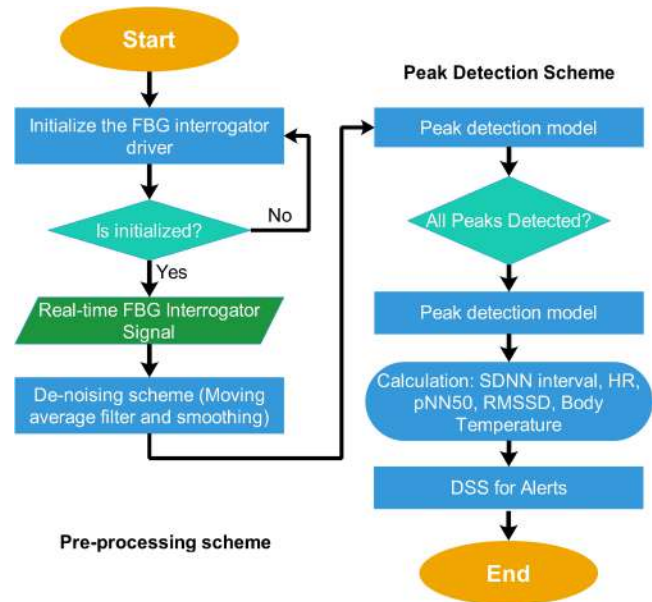 Start
Initialize the FBG interrogator
driver
Is initialized?
No
Yes
Real-time FBG Interrogator
Signal
De-noising scheme (Moving
average filter and smoothing)
Pre-processing scheme
Peak Detection Scheme
Peak detection model
All Peaks Detected?
Peak detection model
Calculation: SDNN interval, HR,
pNN50, RMSSD, Body
Temperature
DSS for Alerts
End